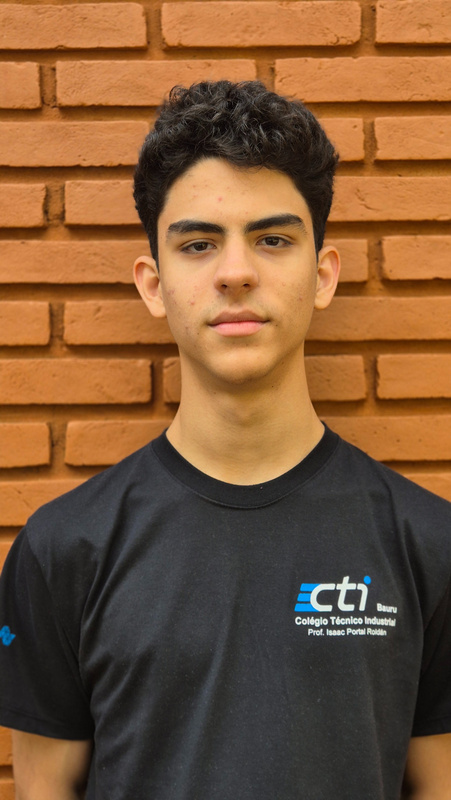 cti Bauru
Colégio Técnico Industrial
Prof. Isaac Portal Roldán